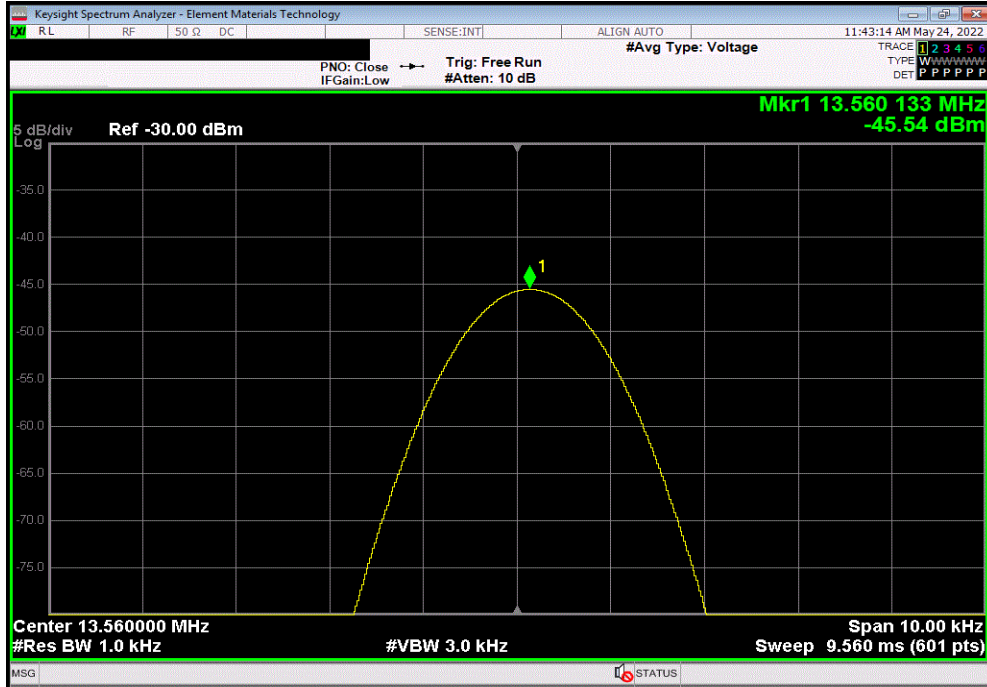 Keysight Spectrum Analyzer - Element Materials Technology
LXI RL RF 50 Ω DC SENSE:INT ALIGN AUTO 11:43:14 AM May 24, 2022
PNO: Close Trig: Free Run #Avg Type: Voltage TRACE 1 2 3 4 5 6
IFGain:Low #Atten: 10 dB TYPE WWWWWW
DET P P P P P P
Mkr1 13.560 133 MHz
-45.54 dBm
5 dB/div Ref -30.00 dBm
Log
-35.0
-40.0
1
-45.0
-50.0
-55.0
-60.0
-65.0
-70.0
-75.0
Center 13.560000 MHz Span 10.00 kHz
#Res BW 1.0 kHz #VBW 3.0 kHz Sweep 9.560 ms (601 pts)
MSG STATUS